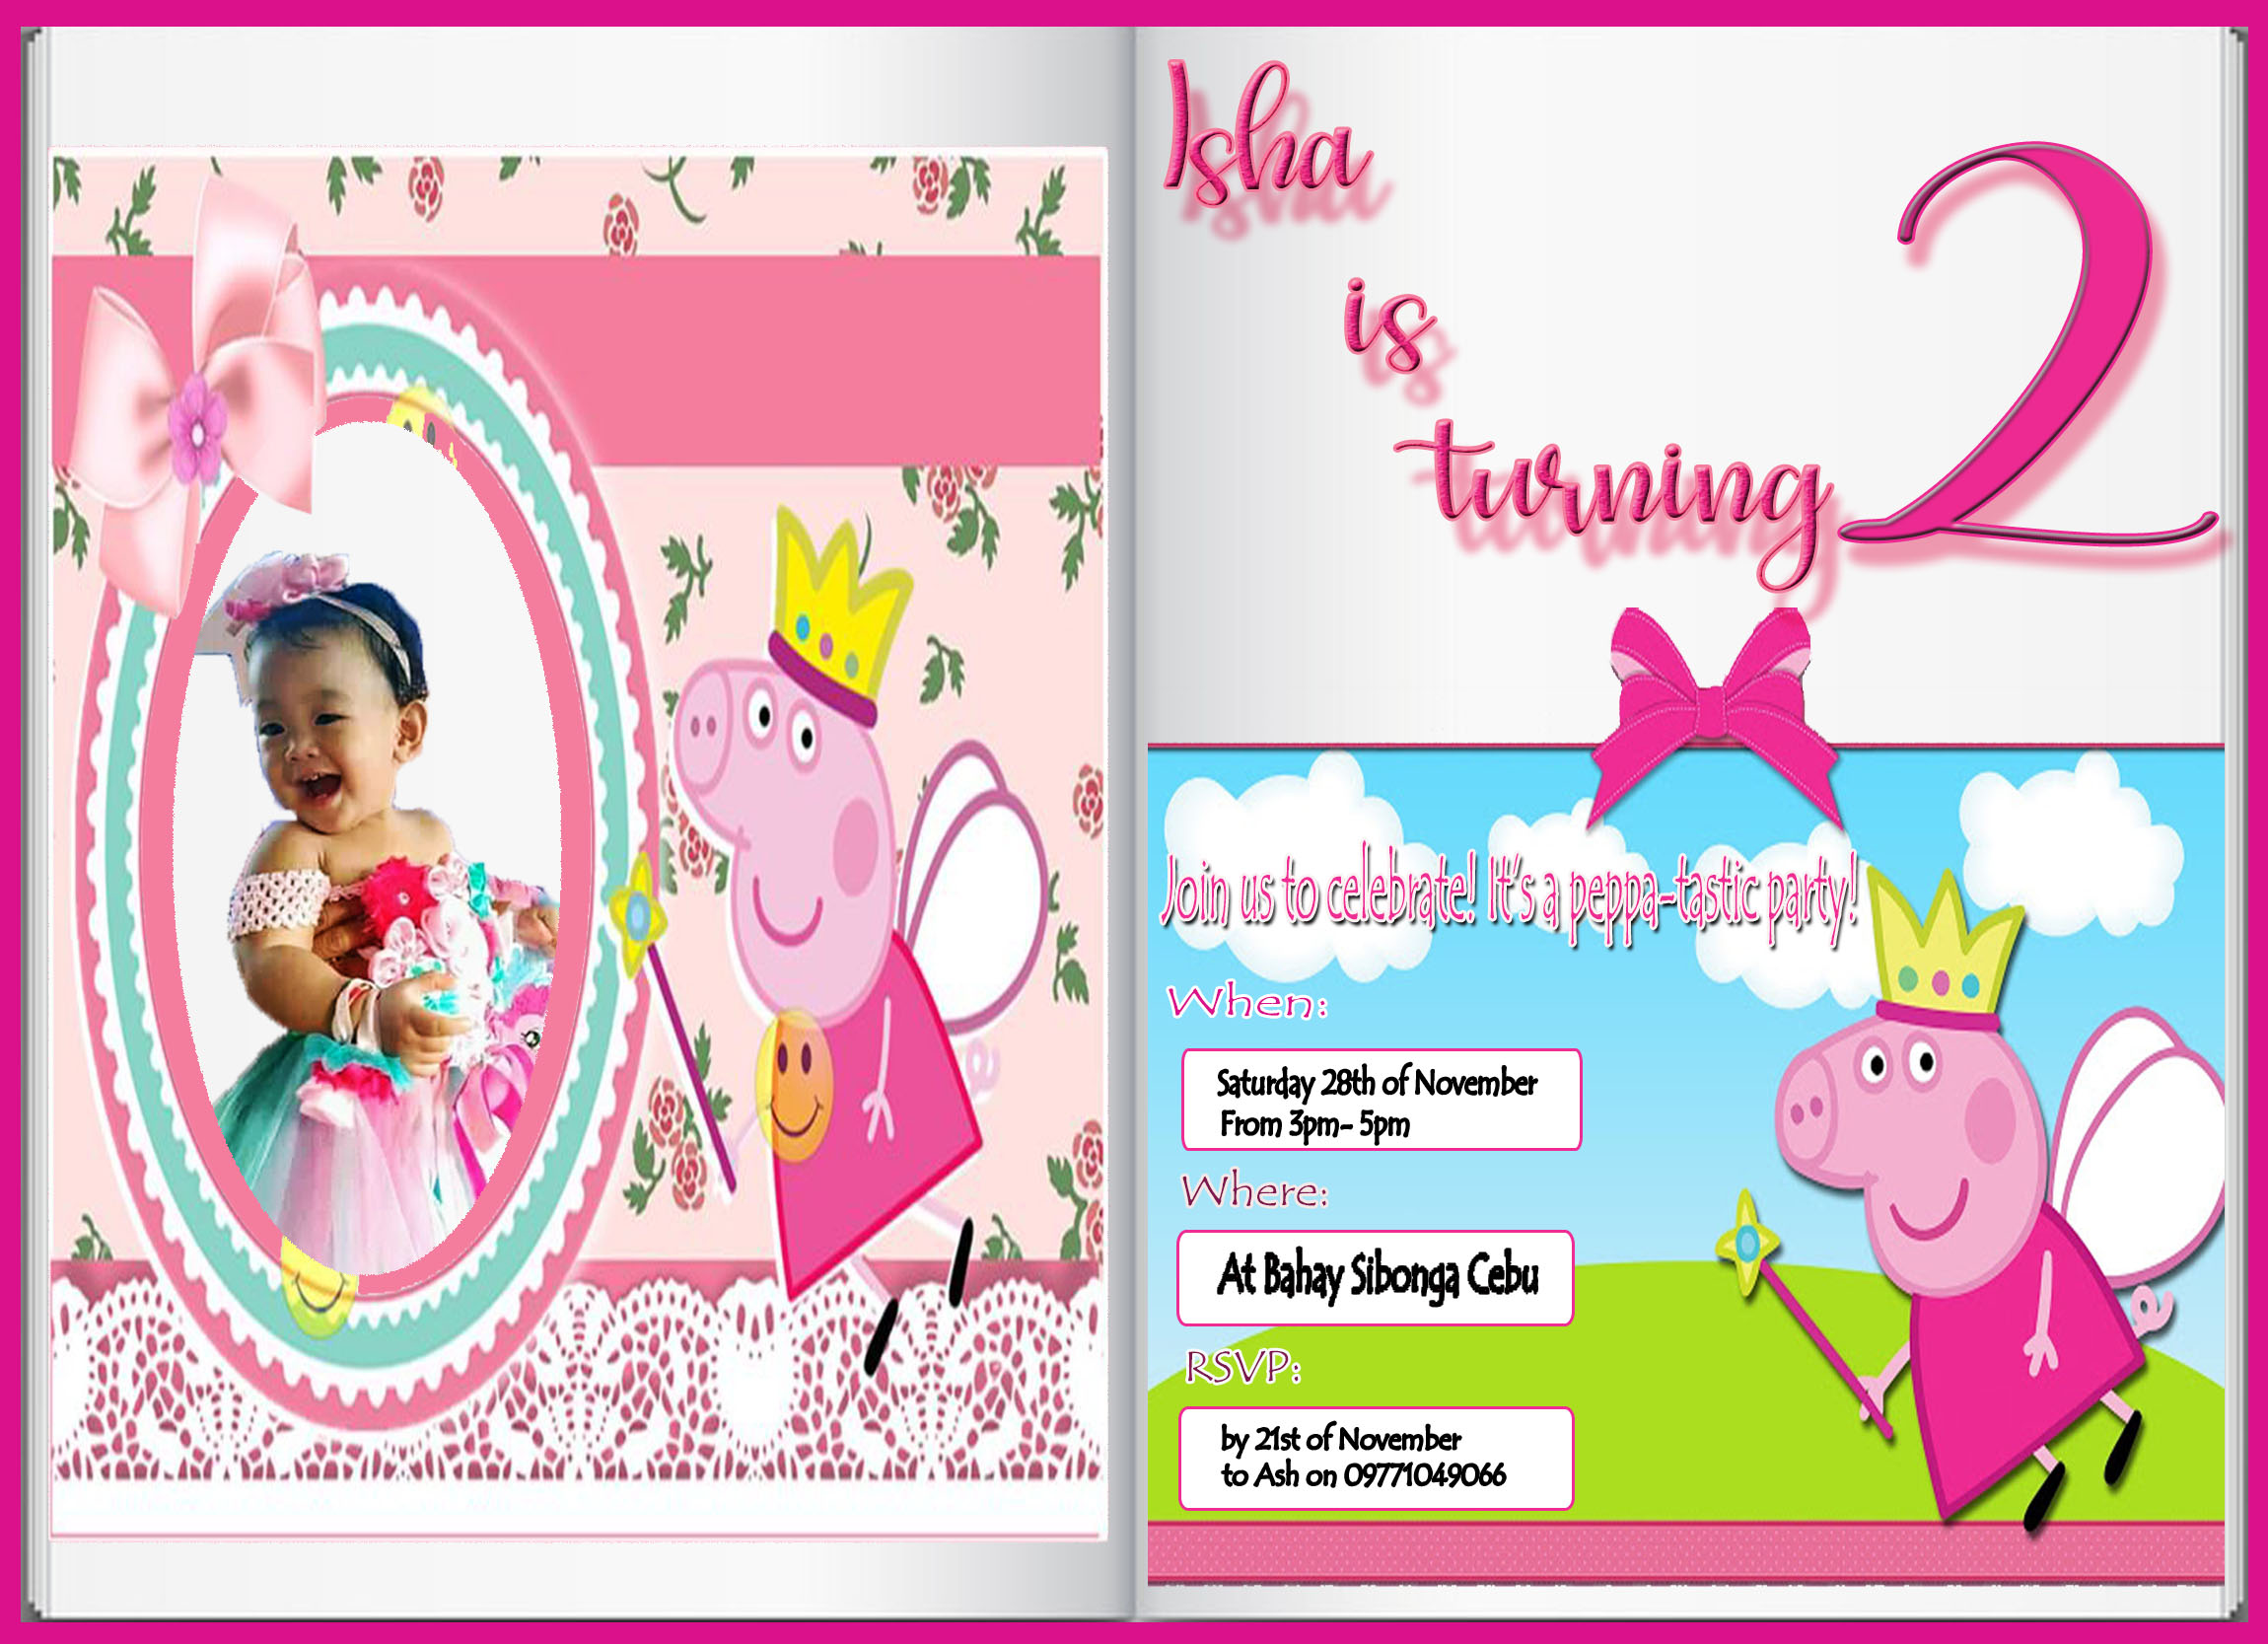 Isha
is
turning 2
Join us to celebrate! It's a peppa-tastic party!
When:
Saturday 28th of November
From 3pm- 5pm
Where:
At Bahay Sibonga Cebu
RSVP:
by 21st of November
to Ash on 09771049066